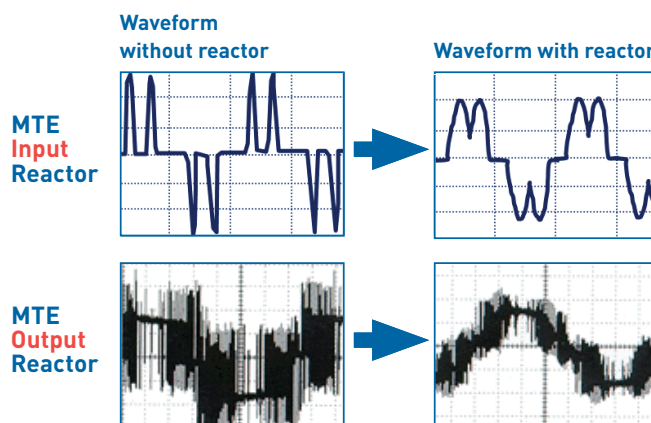 Waveform
without reactor
Waveform with reactor
MTE
Input
Reactor
MTE
Output
Reactor